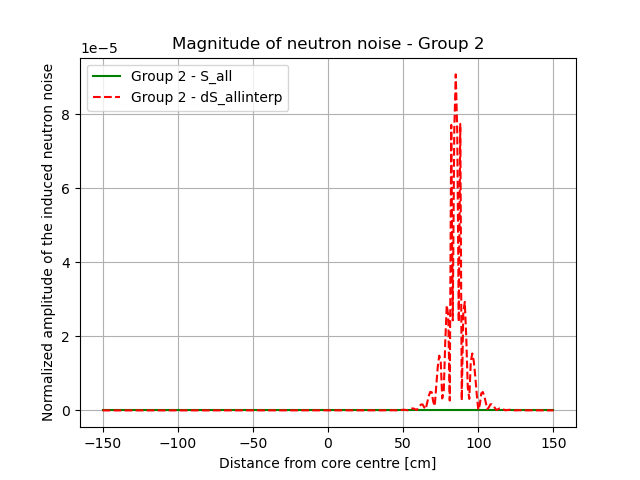 Magnitude of neutron noise - Group 2
1e−5
Group 2 - S_all
Group 2 - dS_allinterp
Normalized amplitude of the induced neutron noise
8
6
4
2
0
−150 −100 −50 0 50 100 150
Distance from core centre [cm]